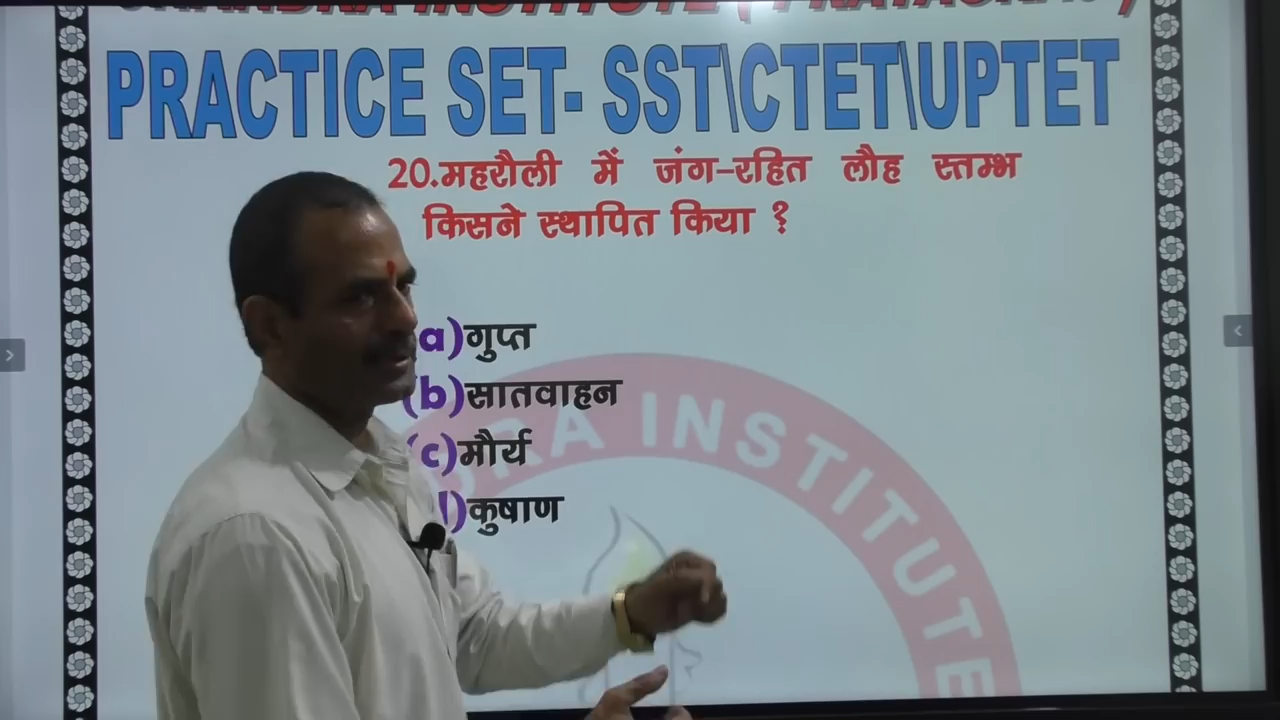 PRACTICE SET- SST\CTET\UPTET
20.महरौली में जंग-रहित लौह स्तम्भ
किसने स्थापित किया ?
a)गुप्त
(b)सातवाहन
(c)मौर्य
)कुषाण
INSTITUTE